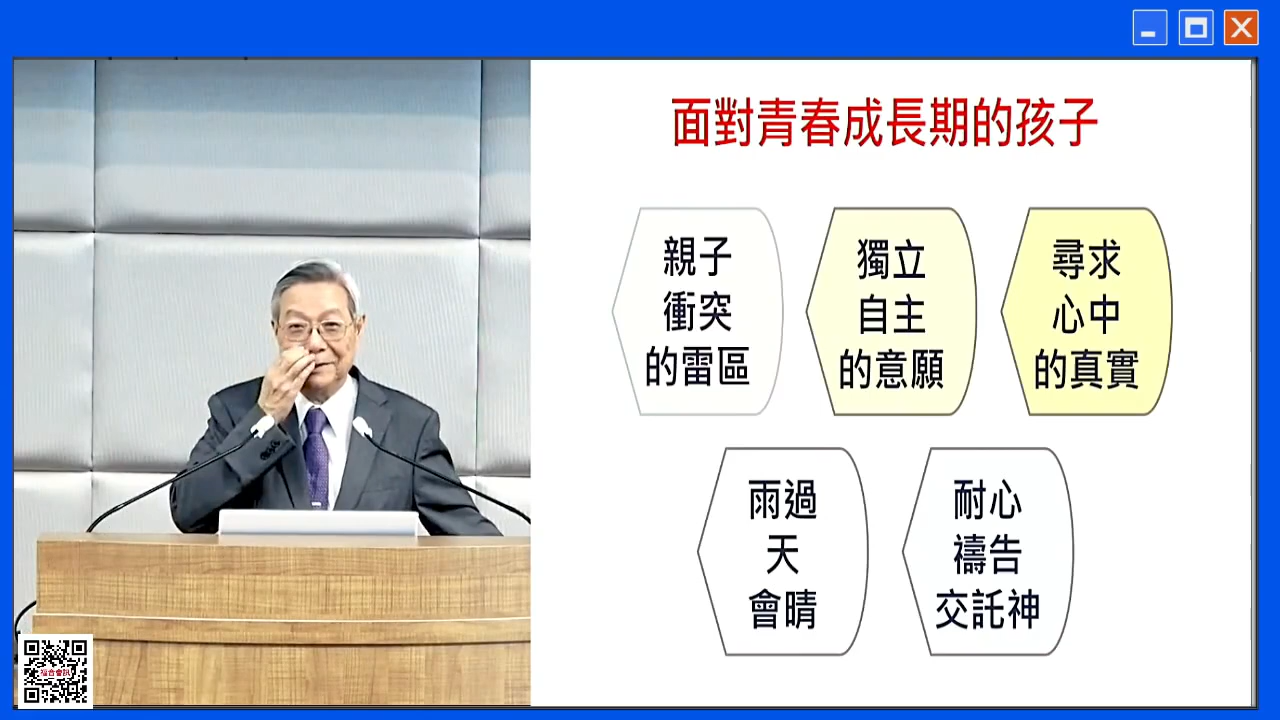 面對青春成長期的孩子
親子
衝突
的雷區
獨立
自主
的意願
尋求
心中
的真實
雨過
天
會晴
耐心
禱告
交託神